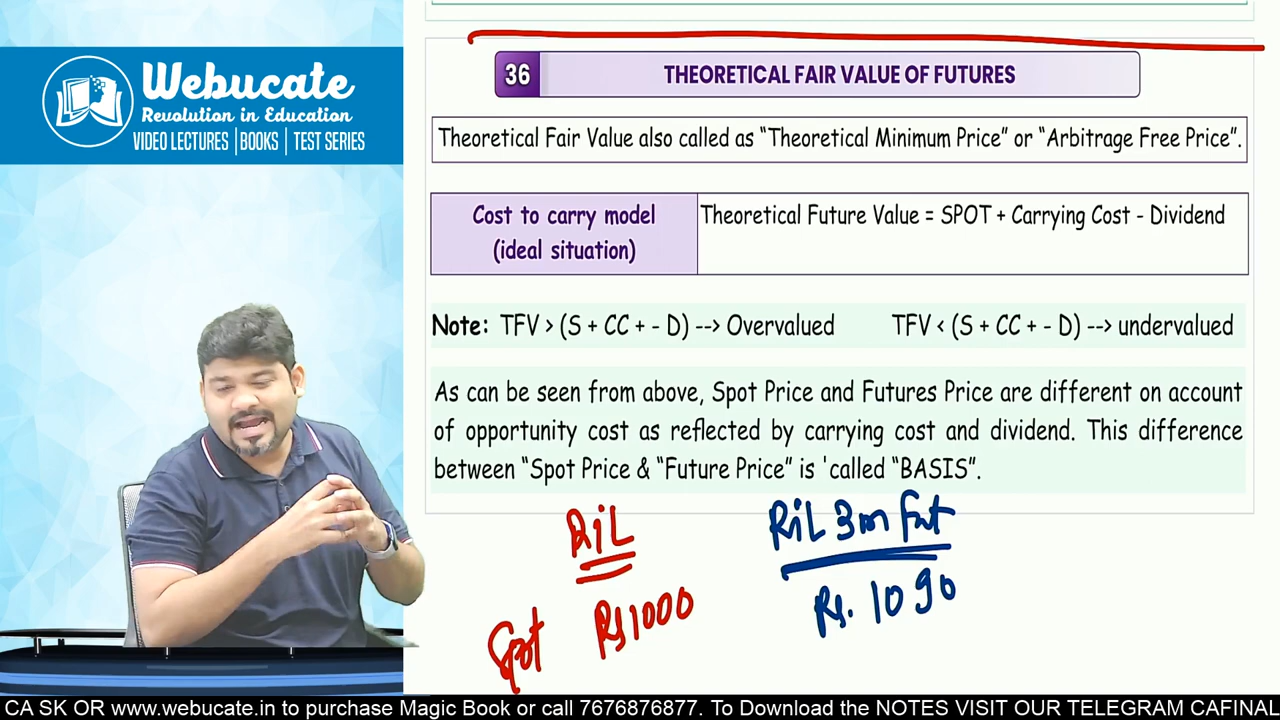 Webucate
Revolution in Education
VIDEO LECTURES | BOOKS | TEST SERIES
36 THEORETICAL FAIR VALUE OF FUTURES
Theoretical Fair Value also called as “Theoretical Minimum Price” or “Arbitrage Free Price”.
Cost to carry model
(ideal situation)
Theoretical Future Value = SPOT + Carrying Cost - Dividend
Note: TFV > (S + CC + - D) --> Overvalued TFV < (S + CC + - D) --> undervalued
As can be seen from above, Spot Price and Futures Price are different on account
of opportunity cost as reflected by carrying cost and dividend. This difference
between “Spot Price & “Future Price” is 'called “BASIS”.
RiL
RiL 3m Fut
Spot Rs 1000
Rs. 1090
CA SK OR www.webucate.in to purchase Magic Book or call 7676876877. To Download the NOTES VISIT OUR TELEGRAM CAFINAL